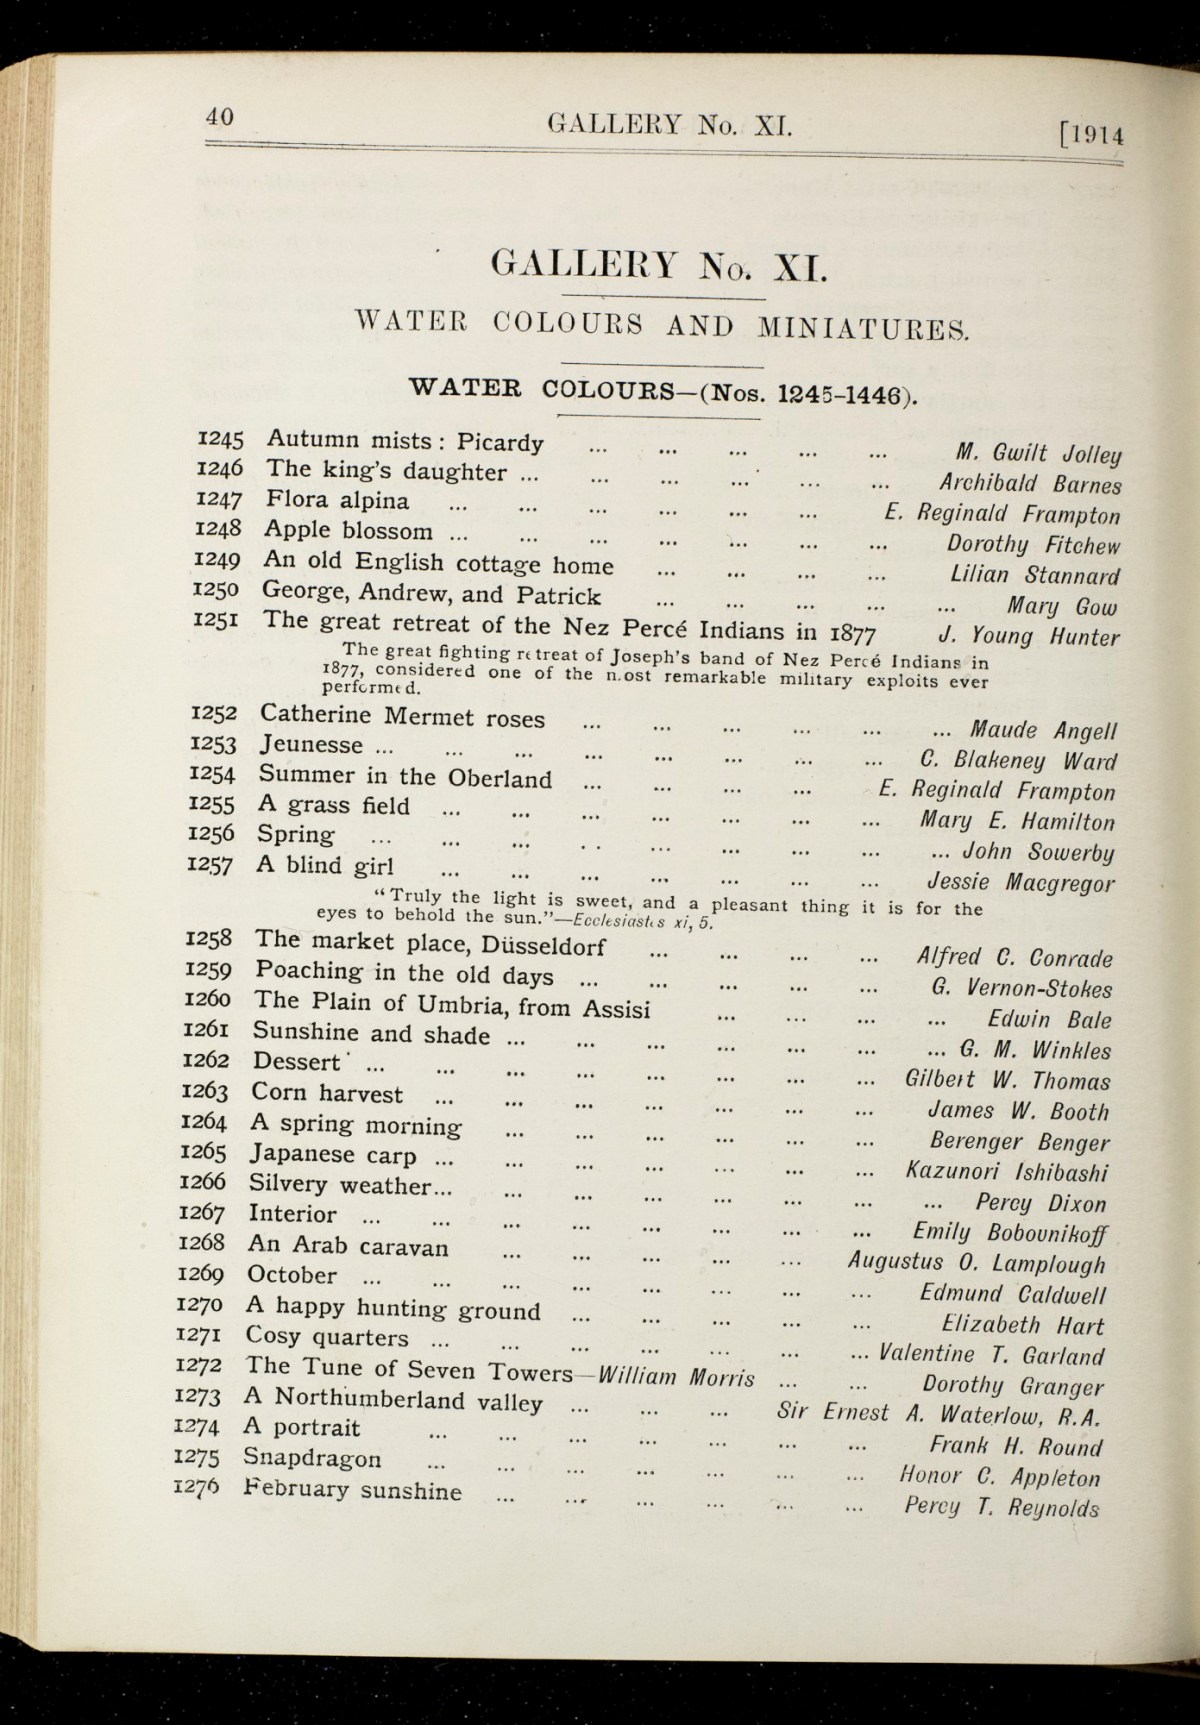 40 GALLERY No. XI. [1914
GALLERY No. XI.
WATER COLOURS AND MINIATURES.
WATER COLOURS—(Nos. 1245-1446).
1245 Autumn mists : Picardy ... ... ... ... ... M. Gwilt Jolley
1246 The king's daughter ... ... ... ... ... ... Archibald Barnes
1247 Flora alpina ... ... ... ... ... ... E. Reginald Frampton
1248 Apple blossom ... ... ... ... ... ... ... Dorothy Fitchew
1249 An old English cottage home ... ... ... ... Lilian Stannard
1250 George, Andrew, and Patrick ... ... ... ... ... Mary Gow
1251 The great retreat of the Nez Percé Indians in 1877 J. Young Hunter
The great fighting retreat of Joseph's band of Nez Percé Indians in
1877, considered one of the most remarkable military exploits ever
performed.
1252 Catherine Mermet roses ... ... ... ... ... ... Maude Angell
1253 Jeunesse ... ... ... ... ... ... ... ... C. Blakeney Ward
1254 Summer in the Oberland ... ... ... ... E. Reginald Frampton
1255 A grass field ... ... ... ... ... ... ... Mary E. Hamilton
1256 Spring ... ... ... . . ... ... ... ... ... John Sowerby
1257 A blind girl ... ... ... ... ... ... ... Jessie Macgregor
"Truly the light is sweet, and a pleasant thing it is for the
eyes to behold the sun."—Ecclesiastes xi, 5.
1258 The market place, Düsseldorf ... ... ... ... Alfred C. Conrade
1259 Poaching in the old days ... ... ... ... ... G. Vernon-Stokes
1260 The Plain of Umbria, from Assisi ... ... ... ... Edwin Bale
1261 Sunshine and shade ... ... ... ... ... ... ... G. M. Winkles
1262 Dessert ... ... ... ... ... ... ... ... Gilbert W. Thomas
1263 Corn harvest ... ... ... ... ... ... ... James W. Booth
1264 A spring morning ... ... ... ... ... ... Berenger Benger
1265 Japanese carp ... ... ... ... ... ... ... Kazunori Ishibashi
1266 Silvery weather... ... ... ... ... ... ... ... Percy Dixon
1267 Interior ... ... ... ... ... ... ... ... Emily Bobounikoff
1268 An Arab caravan ... ... ... ... ... Augustus O. Lamplough
1269 October ... ... ... ... ... ... ... ... Edmund Caldwell
1270 A happy hunting ground ... ... ... ... ... Elizabeth Hart
1271 Cosy quarters ... ... ... ... ... ... ... Valentine T. Garland
1272 The Tune of Seven Towers—William Morris ... ... Dorothy Granger
1273 A Northumberland valley ... ... ... Sir Ernest A. Waterlow, R.A.
1274 A portrait ... ... ... ... ... ... ... Frank H. Round
1275 Snapdragon ... ... ... ... ... ... ... Honor C. Appleton
1276 February sunshine ... ... ... ... ... ... Percy T. Reynolds